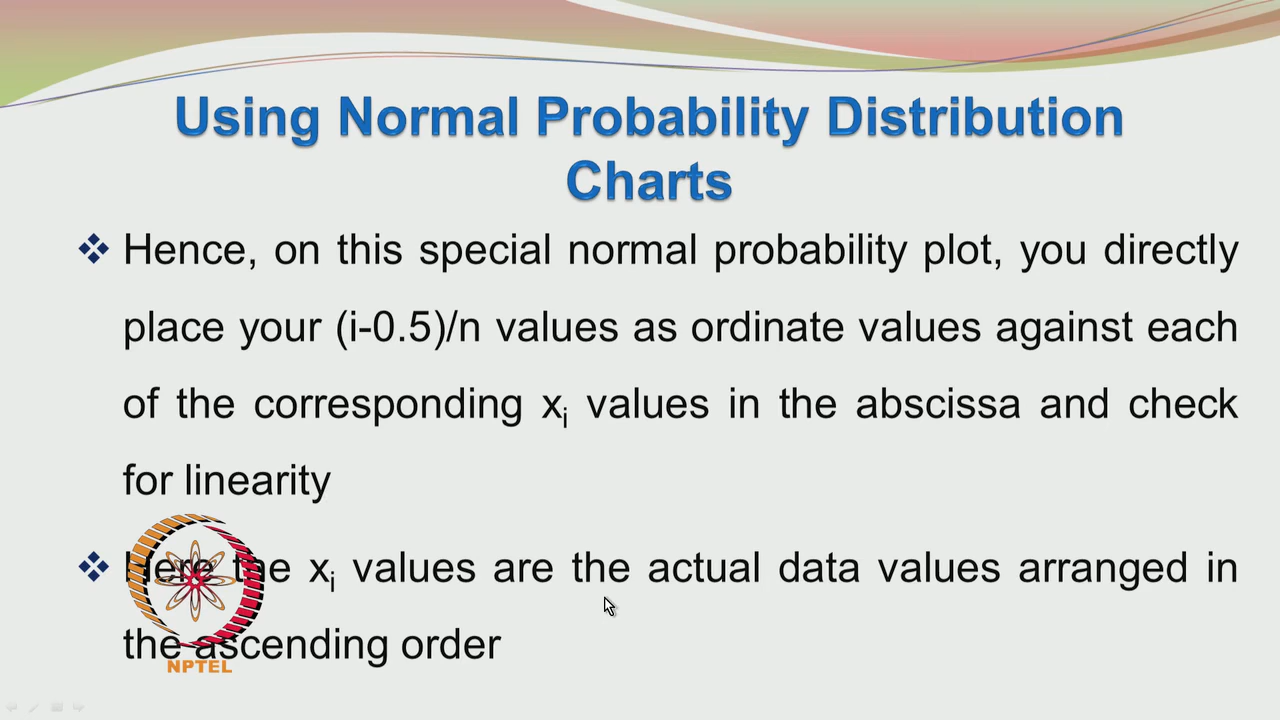 Using Normal Probability Distribution
Charts
Hence, on this special normal probability plot, you directly
place your (i-0.5)/n values as ordinate values against each
of the corresponding xi values in the abscissa and check
for linearity
Here the xi values are the actual data values arranged in
the ascending order
NPTEL